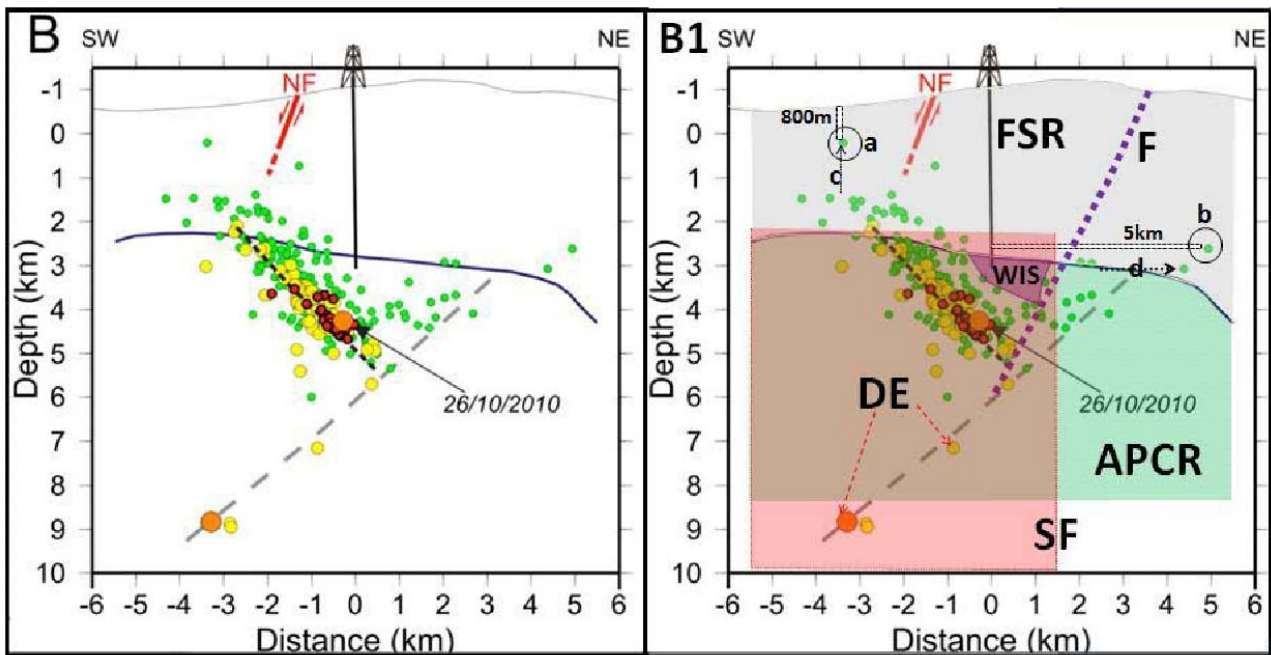 B
SW
NE
NF
-1
0
1
2
3
4
5
6
7
8
9
10
Depth (km)
26/10/2010
-6 -5 -4 -3 -2 -1 0 1 2 3 4 5 6
Distance (km)
B1
SW
NE
NF
FSR
F
800m
a
c
b
5km
d
WIS
DE
26/10/2010
APCR
SF
-1
0
1
2
3
4
5
6
7
8
9
10
Depth (km)
-6 -5 -4 -3 -2 -1 0 1 2 3 4 5 6
Distance (km)